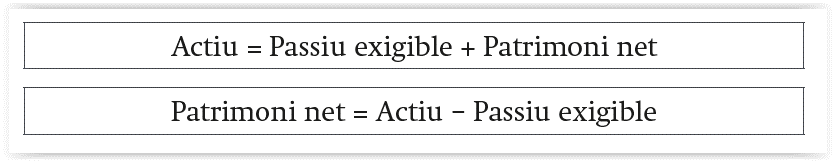 Actiu = Passiu exigible + Patrimoni net
Patrimoni net = Actiu – Passiu exigible